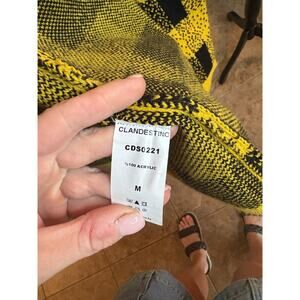 CLANDESTINO
CDS0221
%100 ACRYLIC
M